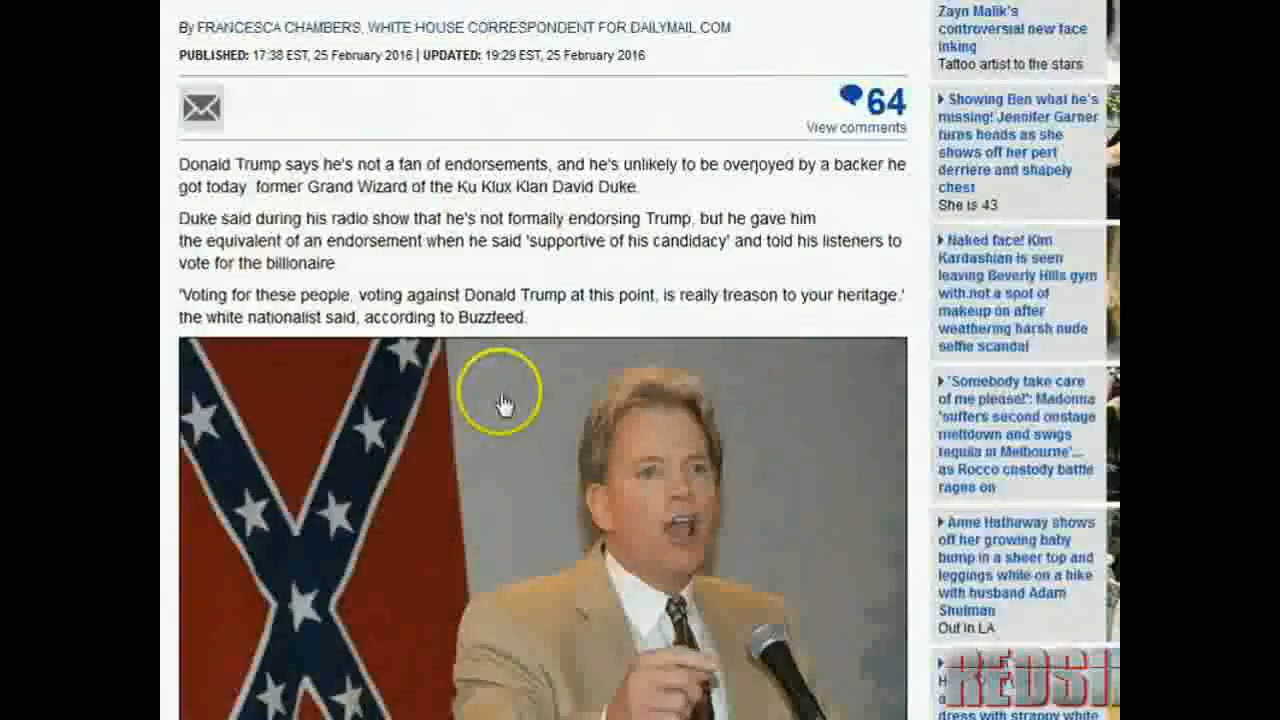 By FRANCESCA CHAMBERS, WHITE HOUSE CORRESPONDENT FOR DAILYMAIL.COM
PUBLISHED: 17:38 EST, 25 February 2016 | UPDATED: 19:29 EST, 25 February 2016
64
View comments
Donald Trump says he's not a fan of endorsements, and he's unlikely to be overjoyed by a backer he
got today former Grand Wizard of the Ku Klux Klan David Duke.
Duke said during his radio show that he's not formally endorsing Trump, but he gave him
the equivalent of an endorsement when he said 'supportive of his candidacy' and told his listeners to
vote for the billionaire
'Voting for these people, voting against Donald Trump at this point, is really treason to your heritage,'
the white nationalist said, according to Buzzfeed.
Zayn Malik's
controversial new face
inking
Tattoo artist to the stars
Showing Ben what he's
missing! Jennifer Garner
turns heads as she
shows off her pert
derriere and shapely
chest
She is 43
Naked face! Kim
Kardashian is seen
leaving Beverly Hills gym
with not a spot of
makeup on after
weathering harsh nude
selfie scandal
'Somebody take care
of me please!': Madonna
'suffers second onstage
meltdown and swigs
tequila in Melbourne'...
as Rocco custody battle
rages on
Anne Hathaway shows
off her growing baby
bump in a sheer top and
leggings while on a hike
with husband Adam
Shulman
Out in LA
REDSI
dress with strappy white